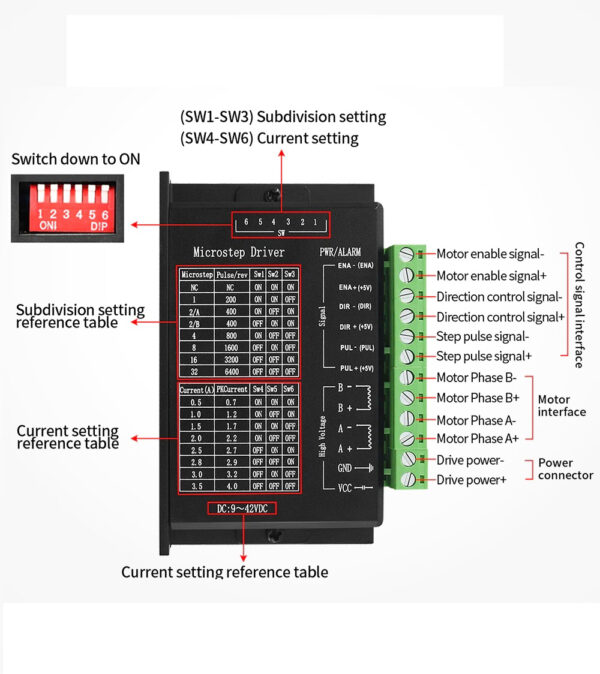 (SW1-SW3) Subdivision setting
(SW4-SW6) Current setting
Switch down to ON
1 2 3 4 5 6
ON↓ DIP
6 5 4 3 2 1
SW
Microstep Driver
PWR/ALARM
Microstep Pulse/rev Sw1 Sw2 Sw3
NC NC ON ON ON
1 200 ON ON OFF
2/A 400 ON OFF ON
2/B 400 OFF ON ON
4 800 ON OFF OFF
8 1600 OFF ON OFF
16 3200 OFF OFF ON
32 6400 OFF OFF OFF
Subdivision setting
reference table
Current(A) PKCurrent Sw4 Sw5 Sw6
0.5 0.7 ON ON ON
1.0 1.2 ON OFF ON
1.5 1.7 ON ON OFF
2.0 2.2 ON OFF OFF
2.5 2.7 OFF ON ON
2.8 2.9 OFF OFF ON
3.0 3.2 OFF ON OFF
3.5 4.0 OFF OFF OFF
Current setting
reference table
DC:9~42VDC
Current setting reference table
Signal
ENA - (ENA)
ENA + (+5V)
DIR - (DIR)
DIR + (+5V)
PUL - (PUL)
PUL + (+5V)
High Voltage
B -
B +
A -
A +
GND
VCC
Motor enable signal-
Motor enable signal+
Direction control signal-
Direction control signal+
Step pulse signal-
Step pulse signal+
Control signal interface
Motor Phase B-
Motor Phase B+
Motor Phase A-
Motor Phase A+
Motor
interface
Drive power-
Drive power+
Power
connector